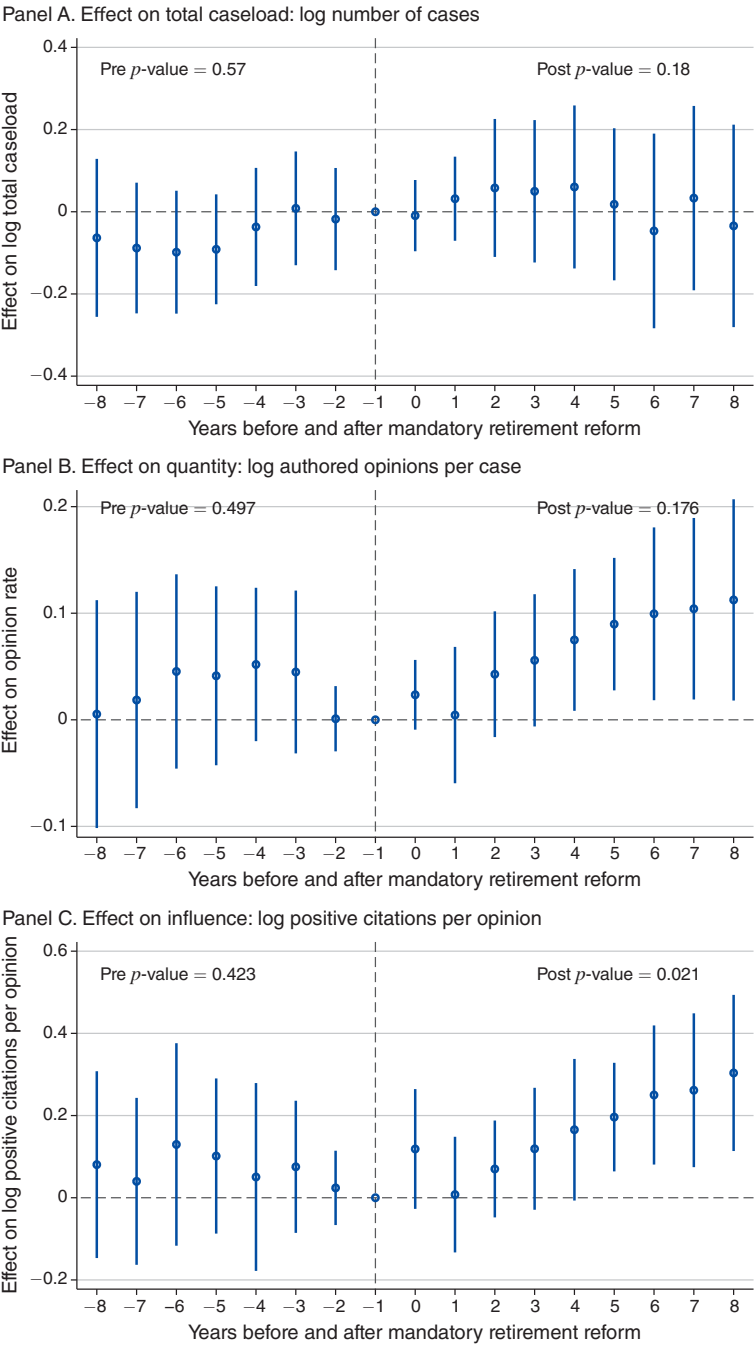 Panel A. Effect on total caseload: log number of cases
Pre p-value = 0.57
Post p-value = 0.18
Effect on log total caseload
0.4
0.2
0
−0.2
−0.4
−8 −7 −6 −5 −4 −3 −2 −1 0 1 2 3 4 5 6 7 8
Years before and after mandatory retirement reform
Panel B. Effect on quantity: log authored opinions per case
Pre p-value = 0.497
Post p-value = 0.176
Effect on opinion rate
0.2
0.1
0
−0.1
−8 −7 −6 −5 −4 −3 −2 −1 0 1 2 3 4 5 6 7 8
Years before and after mandatory retirement reform
Panel C. Effect on influence: log positive citations per opinion
Pre p-value = 0.423
Post p-value = 0.021
Effect on log positive citations per opinion
0.6
0.4
0.2
0
−0.2
−8 −7 −6 −5 −4 −3 −2 −1 0 1 2 3 4 5 6 7 8
Years before and after mandatory retirement reform